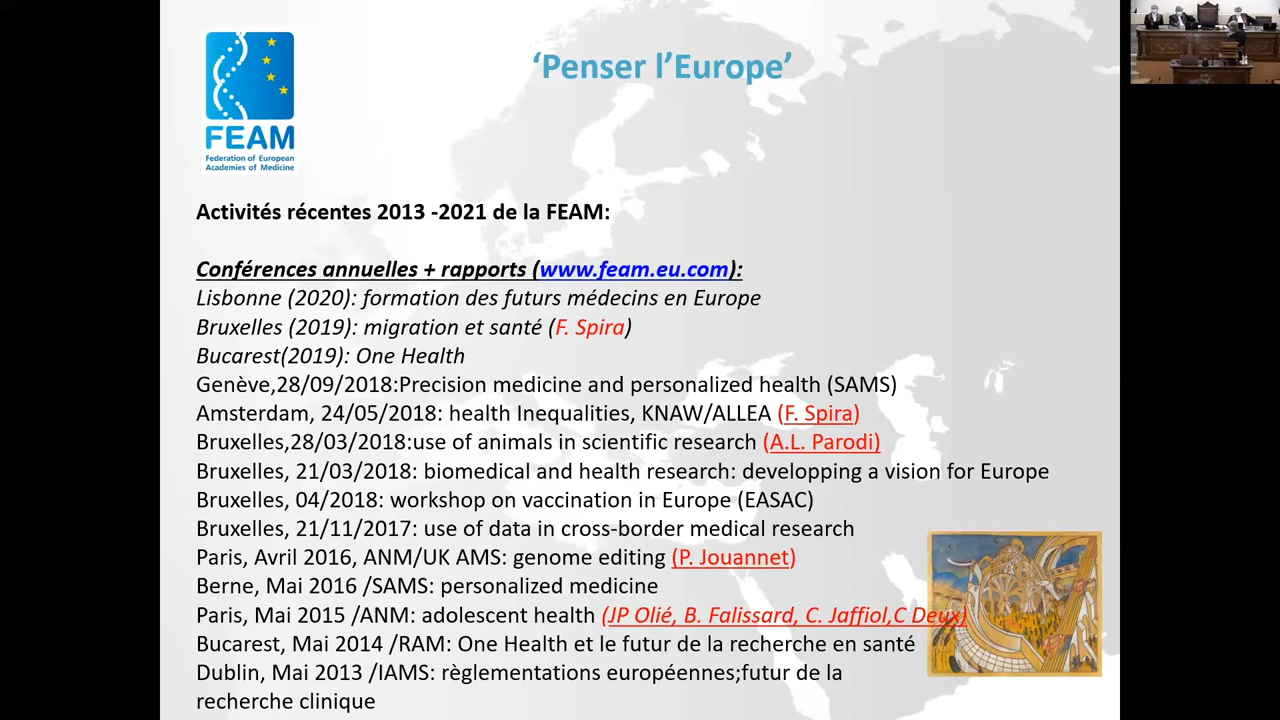 ‘Penser l’Europe’
FEAM
Federation of European
Academies of Medicine
Activités récentes 2013 -2021 de la FEAM:
Conférences annuelles + rapports (www.feam.eu.com):
Lisbonne (2020): formation des futurs médecins en Europe
Bruxelles (2019): migration et santé (F. Spira)
Bucarest(2019): One Health
Genève,28/09/2018:Precision medicine and personalized health (SAMS)
Amsterdam, 24/05/2018: health Inequalities, KNAW/ALLEA (F. Spira)
Bruxelles,28/03/2018:use of animals in scientific research (A.L. Parodi)
Bruxelles, 21/03/2018: biomedical and health research: developping a vision for Europe
Bruxelles, 04/2018: workshop on vaccination in Europe (EASAC)
Bruxelles, 21/11/2017: use of data in cross-border medical research
Paris, Avril 2016, ANM/UK AMS: genome editing (P. Jouannet)
Berne, Mai 2016 /SAMS: personalized medicine
Paris, Mai 2015 /ANM: adolescent health (JP Olié, B. Falissard, C. Jaffiol,C Deux)
Bucarest, Mai 2014 /RAM: One Health et le futur de la recherche en santé
Dublin, Mai 2013 /IAMS: règlementations européennes;futur de la
recherche clinique